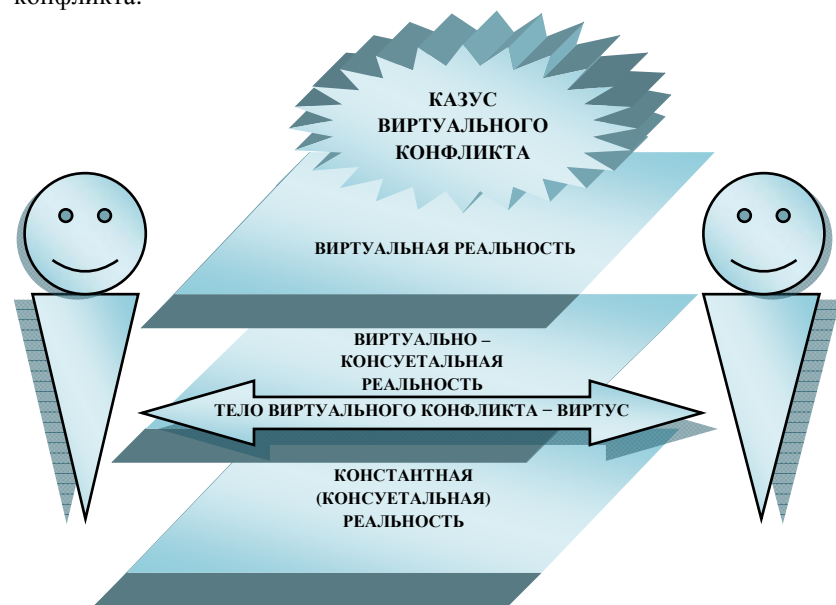 конфликта.
КАЗУС
ВИРТУАЛЬНОГО
КОНФЛИКТА
ВИРТУАЛЬНАЯ РЕАЛЬНОСТЬ
ВИРТУАЛЬНО –
КОНСУЕТАЛЬНАЯ
РЕАЛЬНОСТЬ
ТЕЛО ВИРТУАЛЬНОГО КОНФЛИКТА – ВИРТУС
КОНСТАНТНАЯ
(КОНСУЕТАЛЬНАЯ)
РЕАЛЬНОСТЬ